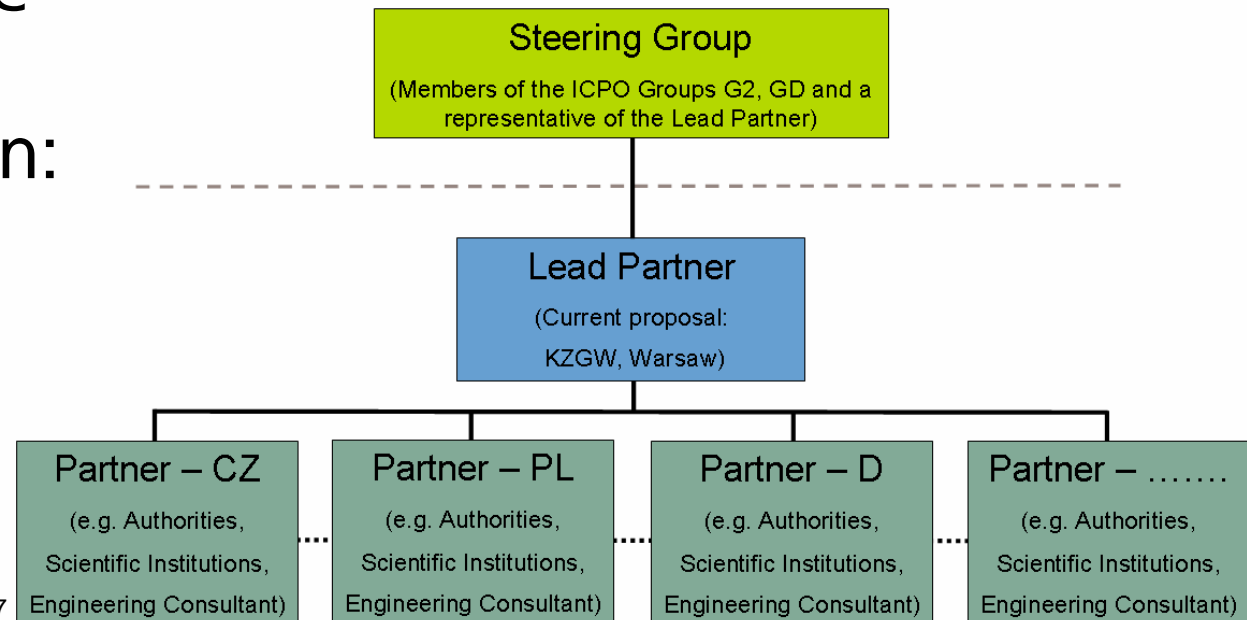 e
n:
Steering Group
(Members of the ICPO Groups G2, GD and a
representative of the Lead Partner)
Lead Partner
(Current proposal:
KZGW, Warsaw)
Partner – CZ
(e.g. Authorities,
Scientific Institutions,
Engineering Consultant)
Partner – PL
(e.g. Authorities,
Scientific Institutions,
Engineering Consultant)
Partner – D
(e.g. Authorities,
Scientific Institutions,
Engineering Consultant)
Partner – …….
(e.g. Authorities,
Scientific Institutions,
Engineering Consultant)
7